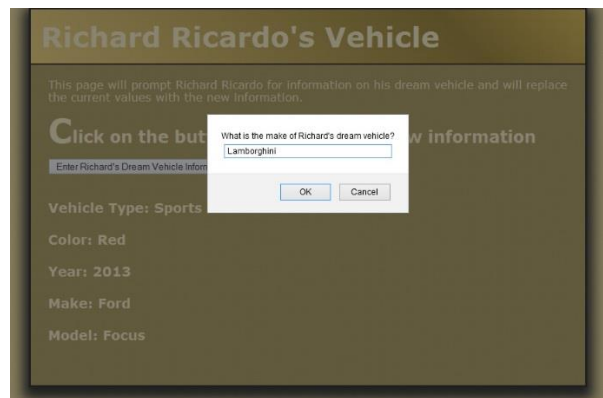 Richard Ricardo's Vehicle
This page will prompt Richard Ricardo for information on his dream vehicle and will replace
the current values with the new information.
Click on the but
w information
What is the make of Richard's dream vehicle?
Lamborghini
OK Cancel
Enter Richard's Dream Vehicle Inform
Vehicle Type: Sports
Color: Red
Year: 2013
Make: Ford
Model: Focus